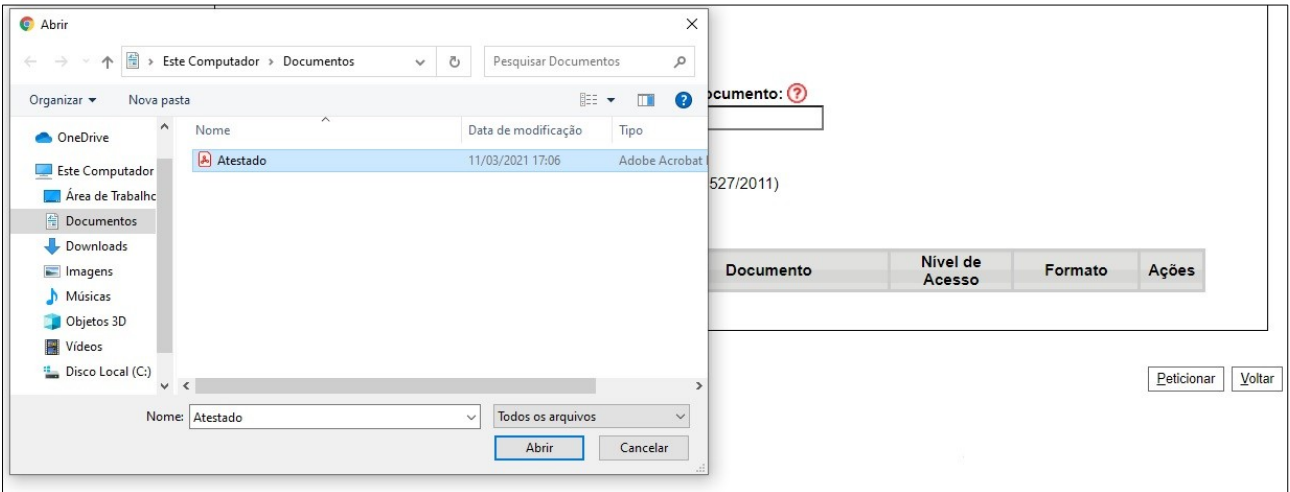 Abrir
Este Computador > Documentos
Pesquisar Documentos
Organizar
Nova pasta
Nome
Data de modificação
Tipo
OneDrive
Este Computador
Área de Trabalho
Documentos
Downloads
Imagens
Músicas
Objetos 3D
Vídeos
Disco Local (C:)
Atestado
11/03/2021 17:06
Adobe Acrobat
Nome: Atestado
Todos os arquivos
Abrir
Cancelar
ocumento: ?
527/2011)
Documento
Nível de
Acesso
Formato
Ações
Peticionar
Voltar